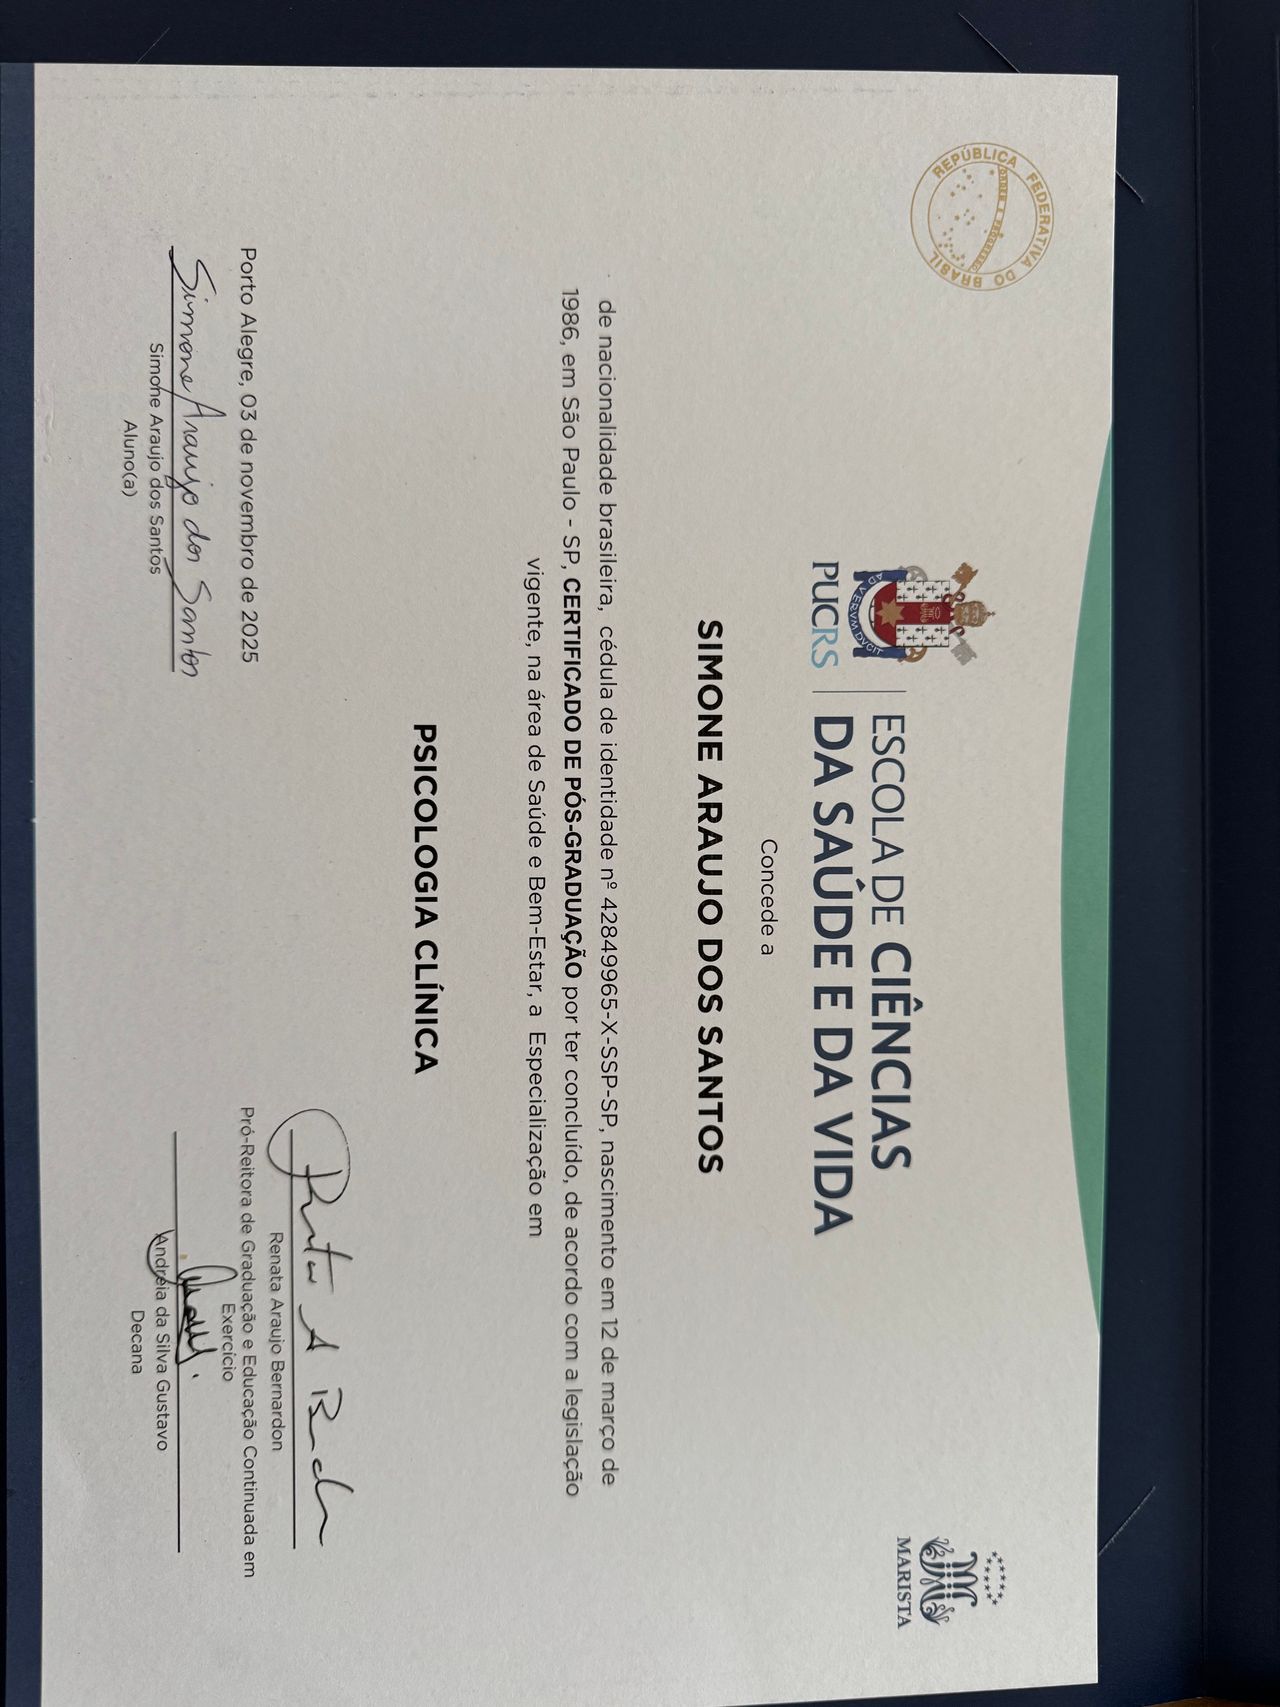 REPÚBLICA FEDERATIVA DO BRASIL
ORDEM E PROGRESSO
AD VERVM DVCIT
PUCRS
ESCOLA DE CIÊNCIAS
DA SAÚDE E DA VIDA
MARISTA
Concede a
SIMONE ARAUJO DOS SANTOS
de nacionalidade brasileira, cédula de identidade nº 42849965-X-SSP-SP, nascimento em 12 de março de
1986, em São Paulo - SP, CERTIFICADO DE PÓS-GRADUAÇÃO por ter concluído, de acordo com a legislação
vigente, na área de Saúde e Bem-Estar, a Especialização em
PSICOLOGIA CLÍNICA
Porto Alegre, 03 de novembro de 2025
Simone Araujo dos Santos
Simone Araujo dos Santos
Aluno(a)
Renata Araujo Bernardon
Pró-Reitora de Graduação e Educação Continuada em
Exercício
Andréia da Silva Gustavo
Decana